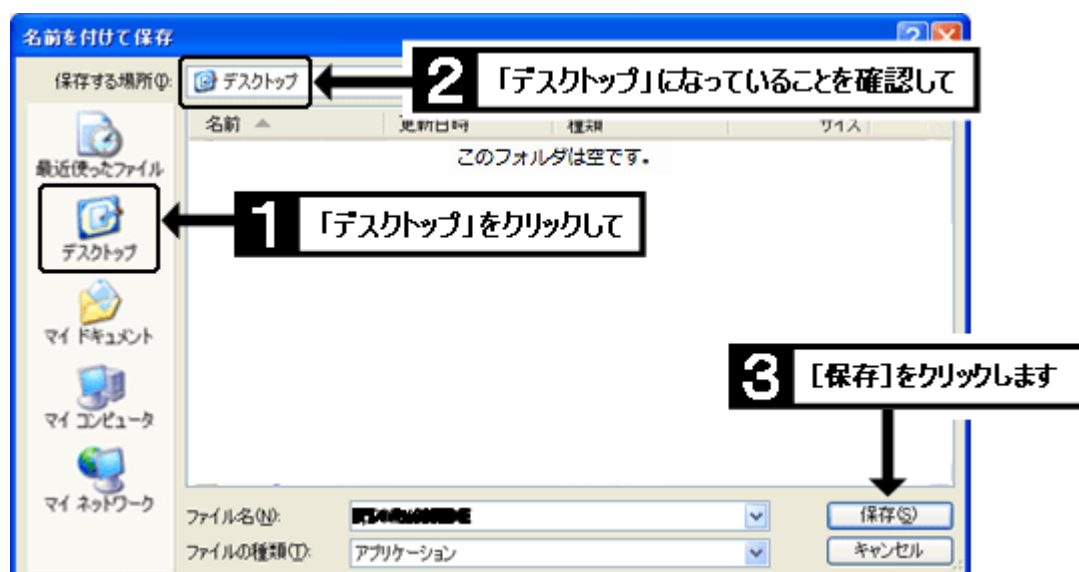 名前を付けて保存
保存する場所(I):
デスクトップ
2 「デスクトップ」になっていることを確認して
名前 更新日時 種類 サイズ
このフォルダは空です。
最近使ったファイル
1 「デスクトップ」をクリックして
デスクトップ
マイ ドキュメント
3 [保存]をクリックします
マイ コンピュータ
マイ ネットワーク
ファイル名(N):
保存(S)
ファイルの種類(T): アプリケーション
キャンセル